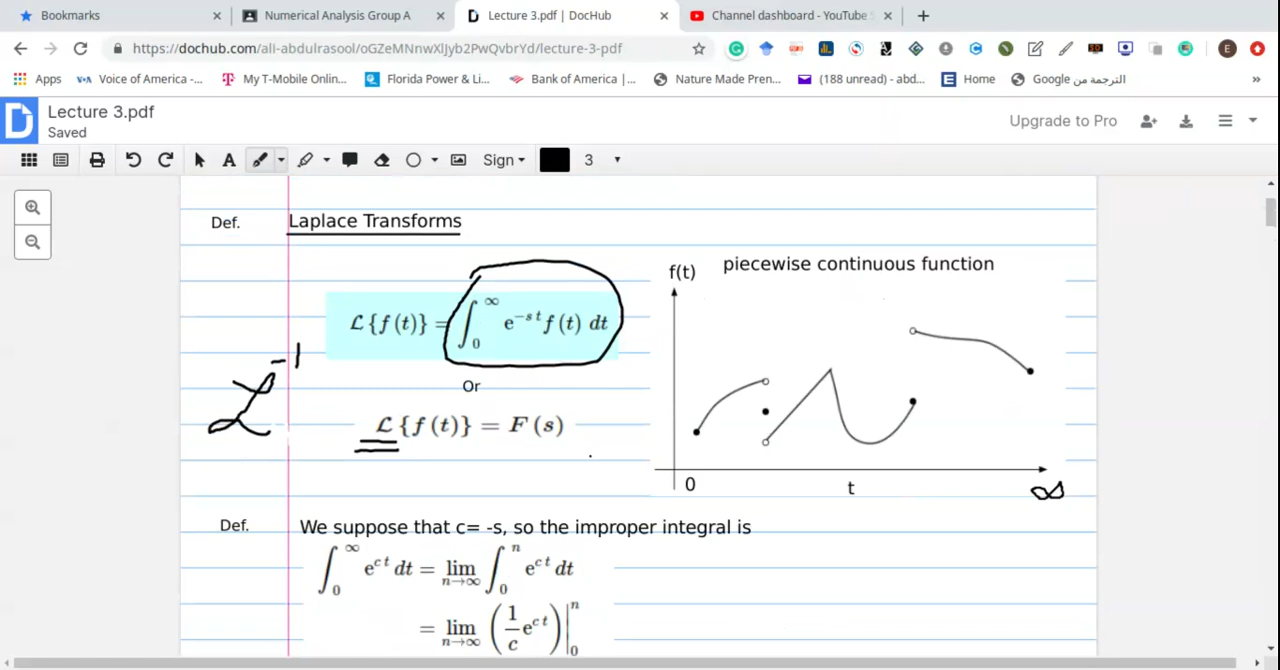 Bookmarks Numerical Analysis Group A Lecture 3.pdf | DocHub Channel dashboard - YouTube S
https://dochub.com/ali-abdulrasool/oGZeMNnwXlJyb2PwQvbrYd/lecture-3-pdf E
Apps VOA Voice of America -... T My T-Mobile Onlin... Florida Power & Li... Bank of America |... Nature Made Pren... (188 unread) - abd... E Home الترجمة من Google »
D Lecture 3.pdf
Saved
Upgrade to Pro
A Sign 3
Def. Laplace Transforms
f(t) piecewise continuous function
ℒ{f(t)} = ∫₀^∞ e^{-st} f(t) dt
ℒ^{-1}
Or
ℒ{f(t)} = F(s)
0 t ∞
Def. We suppose that c= -s, so the improper integral is
∫₀^∞ e^{ct} dt = lim_{n→∞} ∫₀^n e^{ct} dt
= lim_{n→∞} (1/c e^{ct})|₀^n